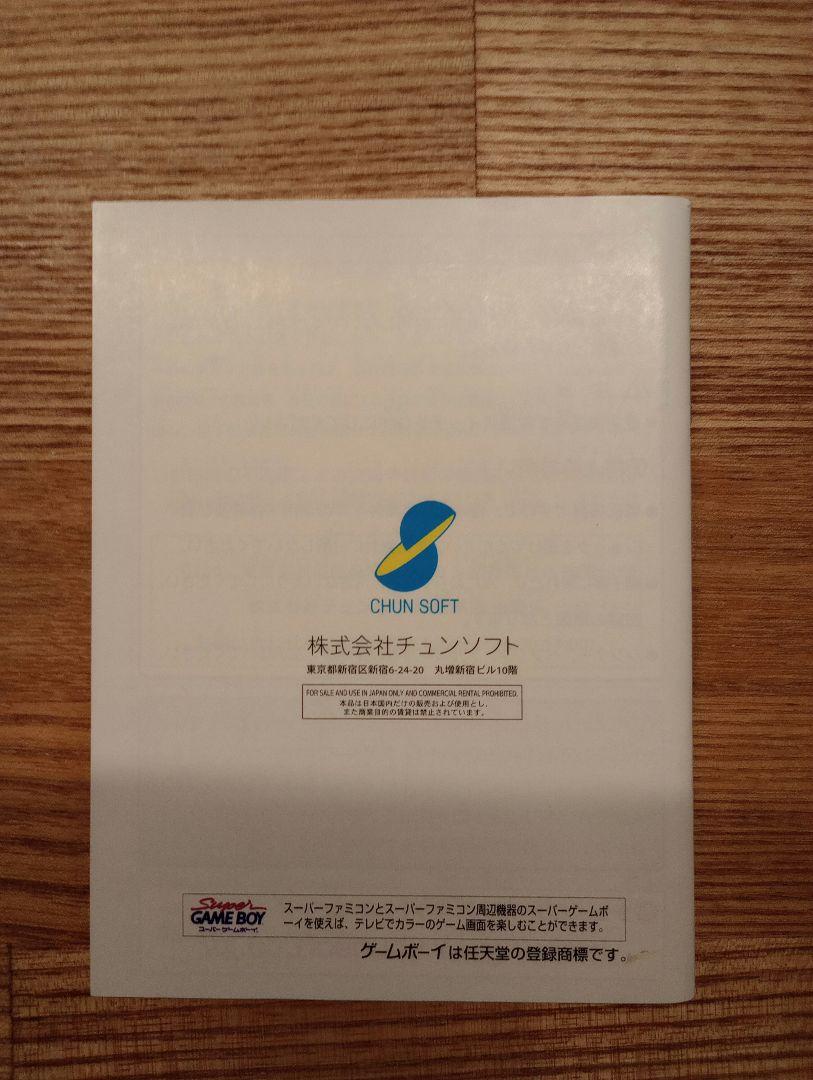 CHUN SOFT
株式会社チュンソフト
東京都新宿区新宿6-24-20 丸増新宿ビル10階
FOR SALE AND USE IN JAPAN ONLY AND COMMERCIAL RENTAL PROHIBITED.
本品は日本国内だけの販売および使用とし、
また商業目的の賃貸は禁止されています。
Super
GAME BOY
スーパーゲームボーイ
スーパーファミコンとスーパーファミコン周辺機器のスーパーゲームボ
ーイを使えば、テレビでカラーのゲーム画面を楽しむことができます。
ゲームボーイは任天堂の登録商標です。